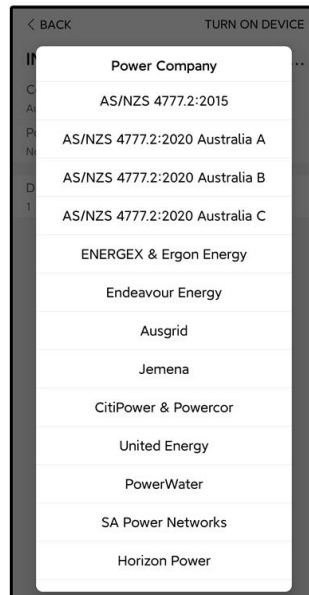 < BACK TURN ON DEVICE
Power Company
AS/NZS 4777.2:2015
AS/NZS 4777.2:2020 Australia A
AS/NZS 4777.2:2020 Australia B
AS/NZS 4777.2:2020 Australia C
ENERGEX & Ergon Energy
Endeavour Energy
Ausgrid
Jemena
CitiPower & Powercor
United Energy
PowerWater
SA Power Networks
Horizon Power